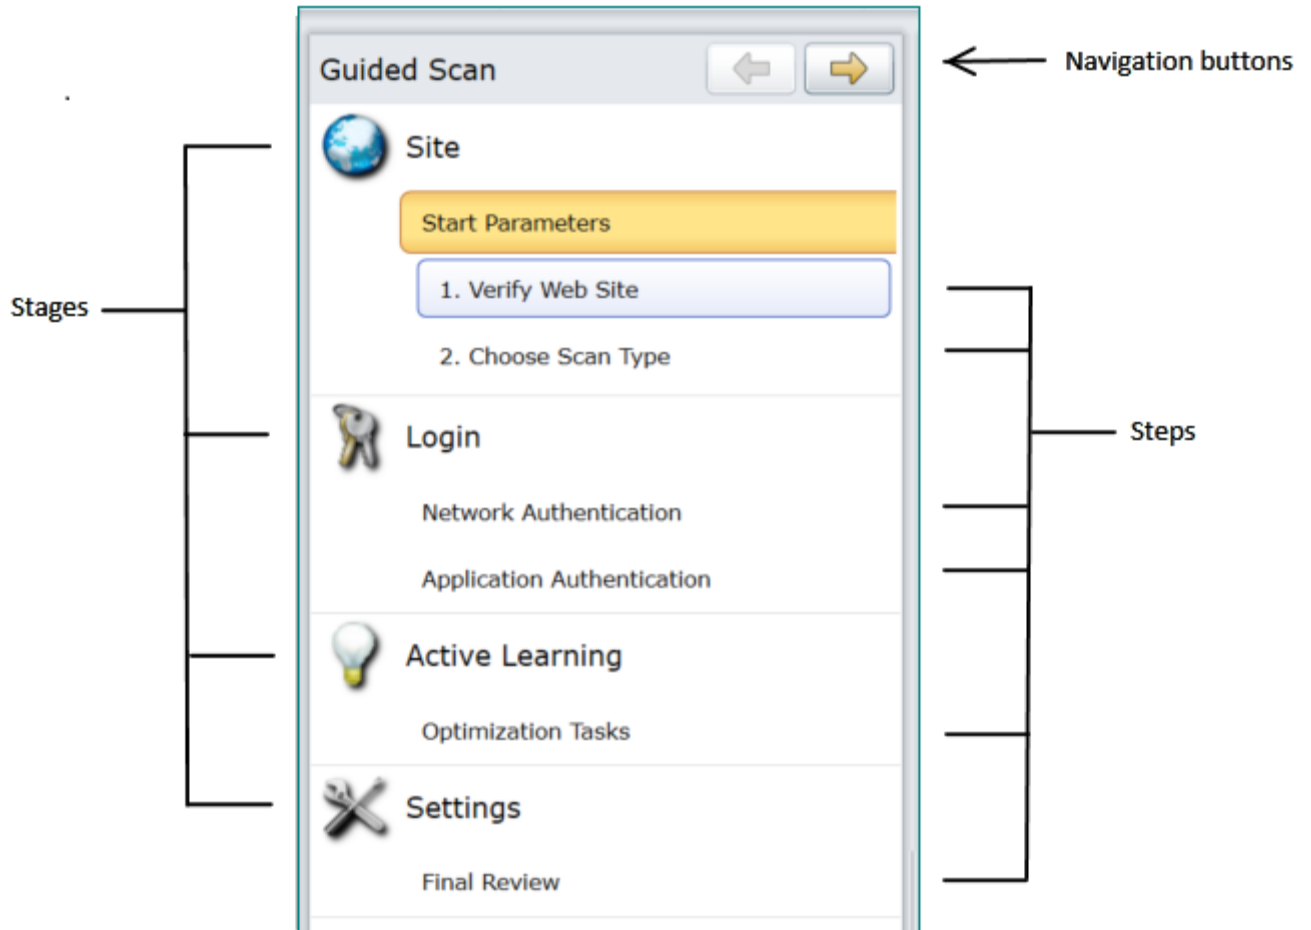 Guided Scan
Navigation buttons
Site
Start Parameters
1. Verify Web Site
Stages
2. Choose Scan Type
Login
Steps
Network Authentication
Application Authentication
Active Learning
Optimization Tasks
Settings
Final Review